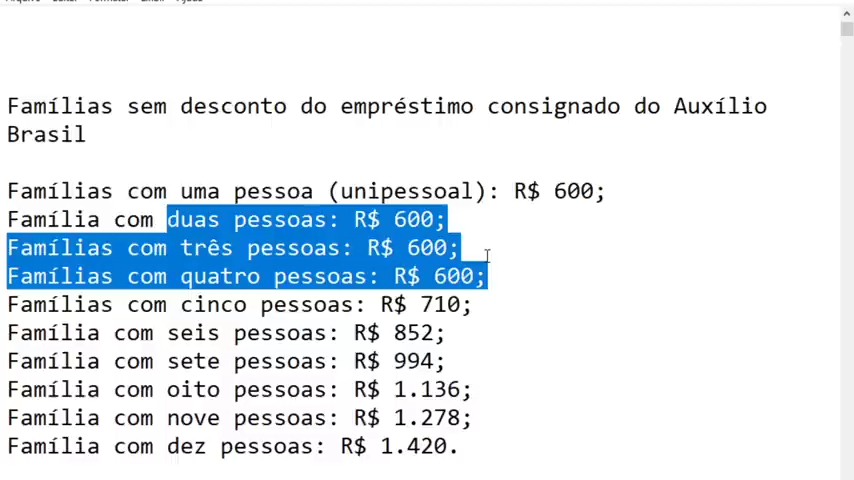 Famílias sem desconto do empréstimo consignado do Auxílio
Brasil
Famílias com uma pessoa (unipessoal): R$ 600;
Família com duas pessoas: R$ 600;
Famílias com três pessoas: R$ 600;
Famílias com quatro pessoas: R$ 600;
Famílias com cinco pessoas: R$ 710;
Família com seis pessoas: R$ 852;
Família com sete pessoas: R$ 994;
Família com oito pessoas: R$ 1.136;
Família com nove pessoas: R$ 1.278;
Família com dez pessoas: R$ 1.420.